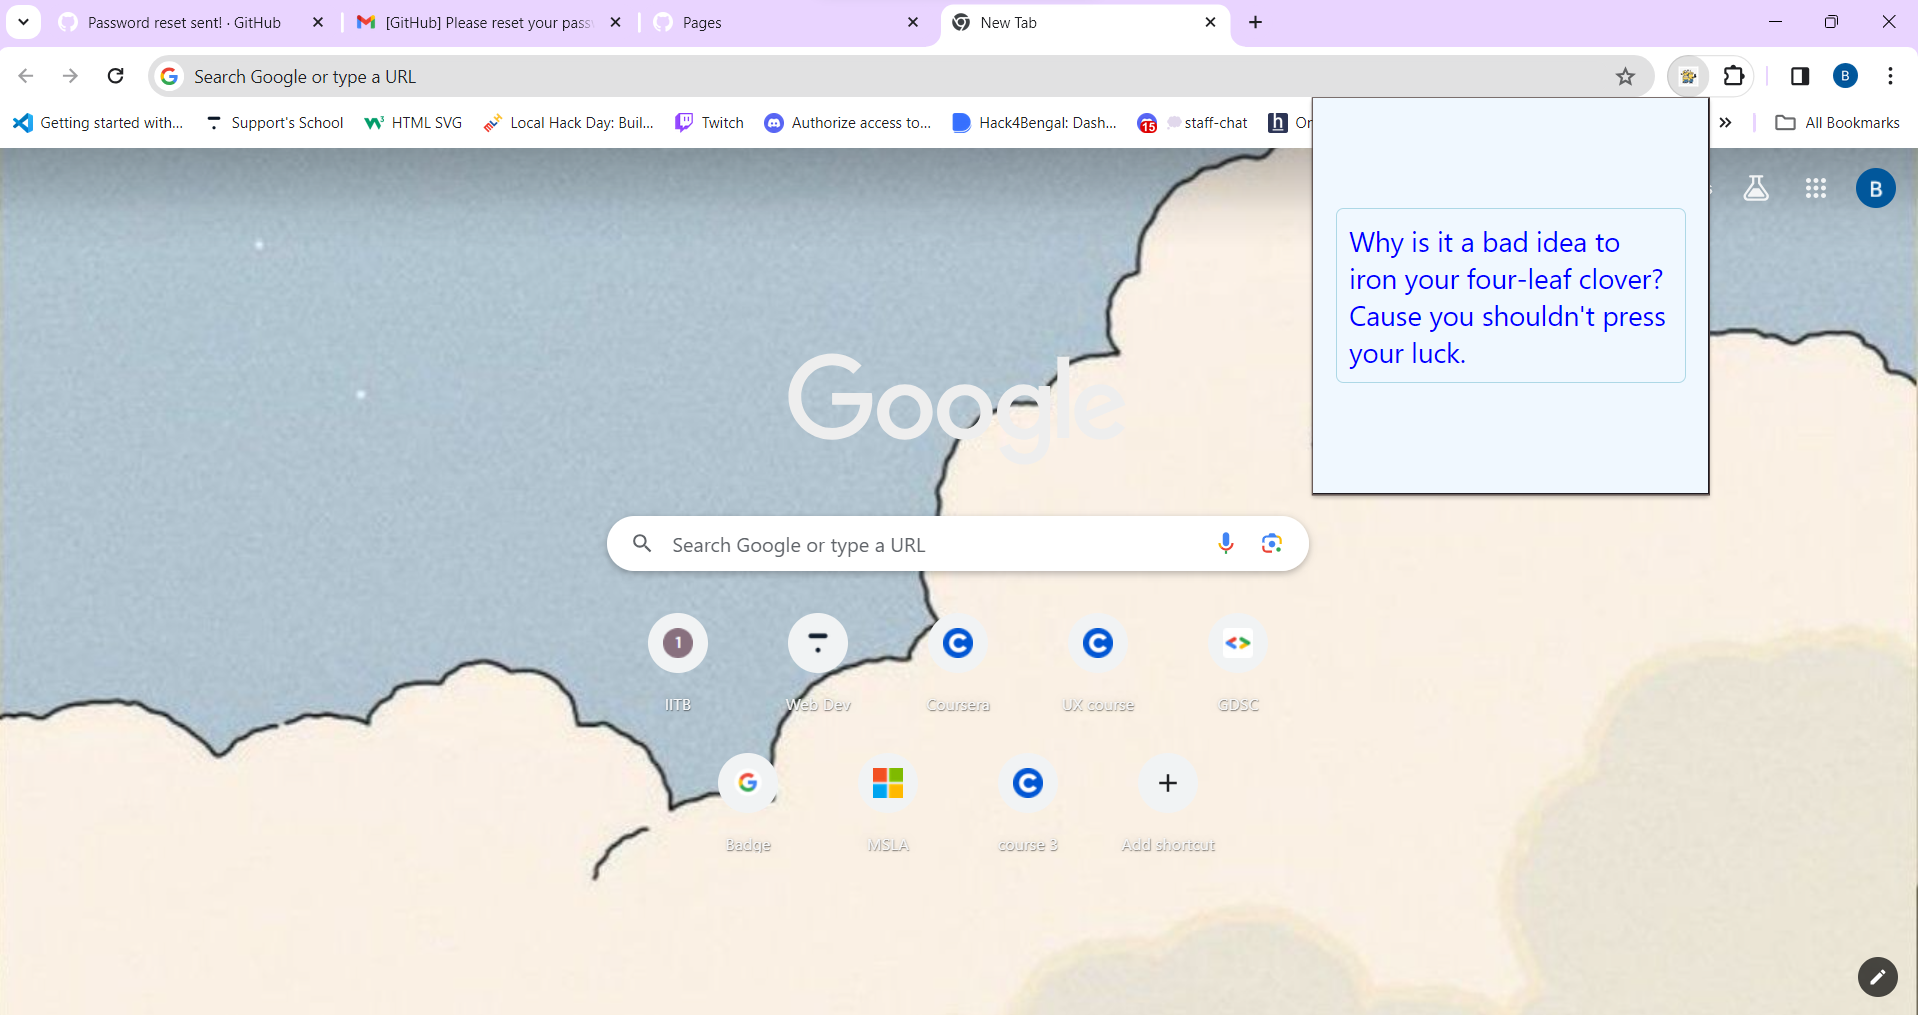 Password reset sent! · GitHub
[GitHub] Please reset your pass
Pages
New Tab
Search Google or type a URL
B
Getting started with...
Support's School
HTML SVG
Local Hack Day: Buil...
Twitch
Authorize access to...
Hack4Bengal: Dash...
15
staff-chat
h
Or
»
All Bookmarks
B
Why is it a bad idea to
iron your four-leaf clover?
Cause you shouldn't press
your luck.
Google
Search Google or type a URL
1
IITB
Web Dev
Coursera
UX course
GDSC
Badge
MSLA
course 3
Add shortcut